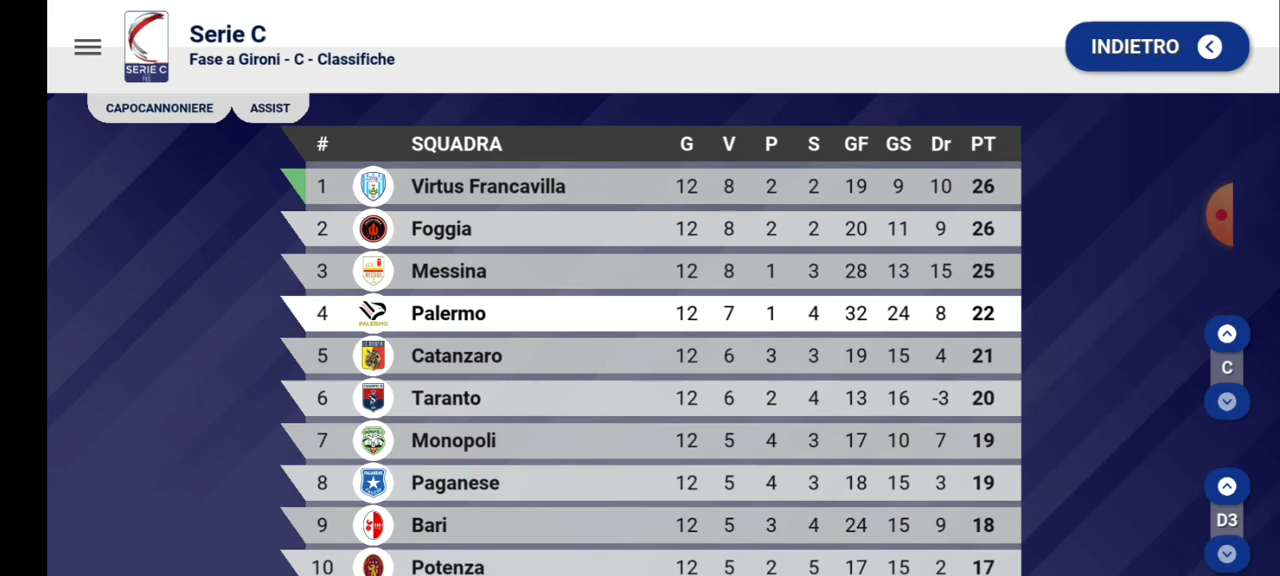 Serie C
Fase a Gironi - C - Classifiche
INDIETRO
SERIE C
CAPOCANNONIERE ASSIST
# SQUADRA G V P S GF GS Dr PT
1 Virtus Francavilla 12 8 2 2 19 9 10 26
2 Foggia 12 8 2 2 20 11 9 26
3 Messina 12 8 1 3 28 13 15 25
4 PALERMO Palermo 12 7 1 4 32 24 8 22
5 Catanzaro 12 6 3 3 19 15 4 21
6 Taranto 12 6 2 4 13 16 -3 20
7 Monopoli 12 5 4 3 17 10 7 19
8 Paganese 12 5 4 3 18 15 3 19
9 Bari 12 5 3 4 24 15 9 18
10 Potenza 12 5 2 5 17 15 2 17
C
D3